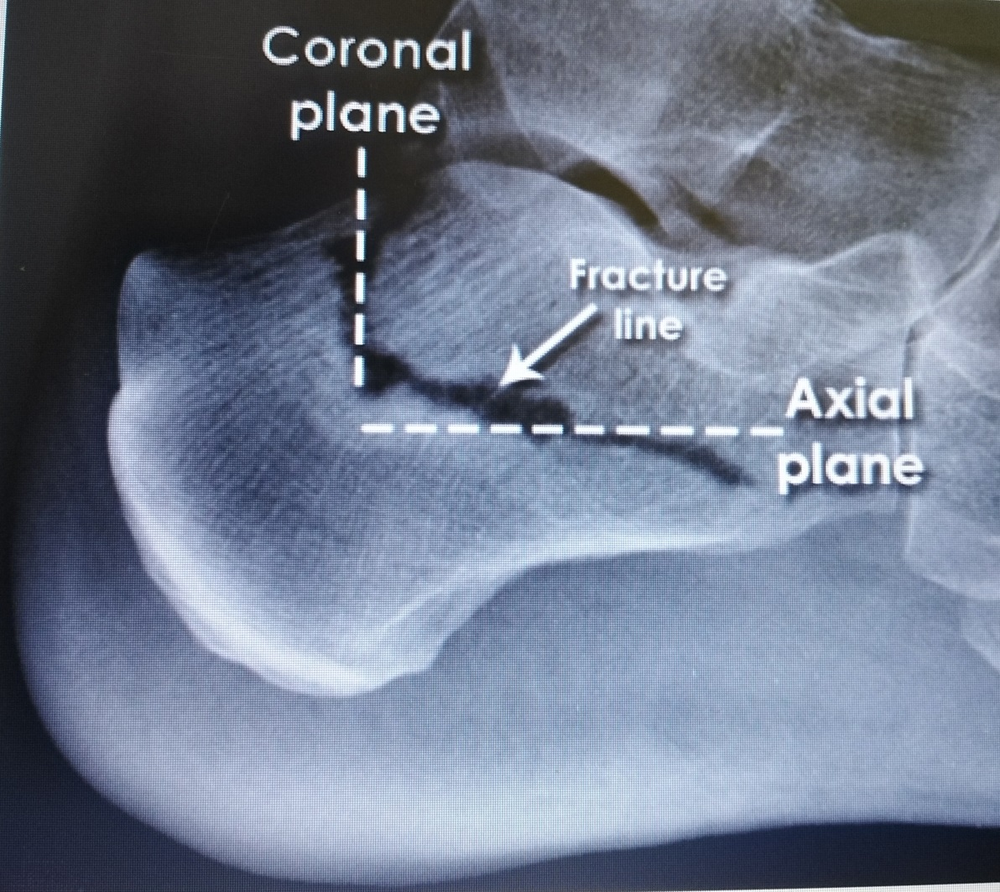 Coronal
plane
Fracture
line
Axial
plane